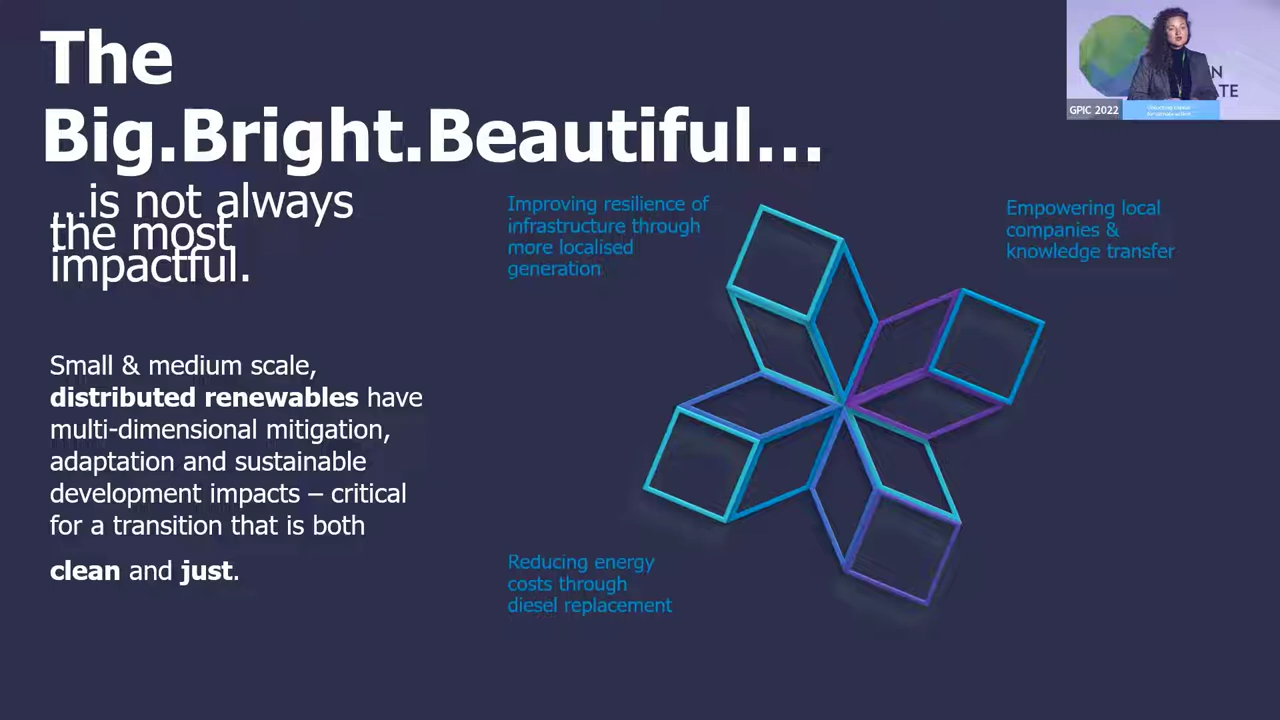 The
Big.Bright.Beautiful...
...is not always
the most
impactful.
Small & medium scale,
distributed renewables have
multi-dimensional mitigation,
adaptation and sustainable
development impacts – critical
for a transition that is both
clean and just.
Improving resilience of
infrastructure through
more localised
generation
Empowering local
companies &
knowledge transfer
Reducing energy
costs through
diesel replacement
GPIC 2022